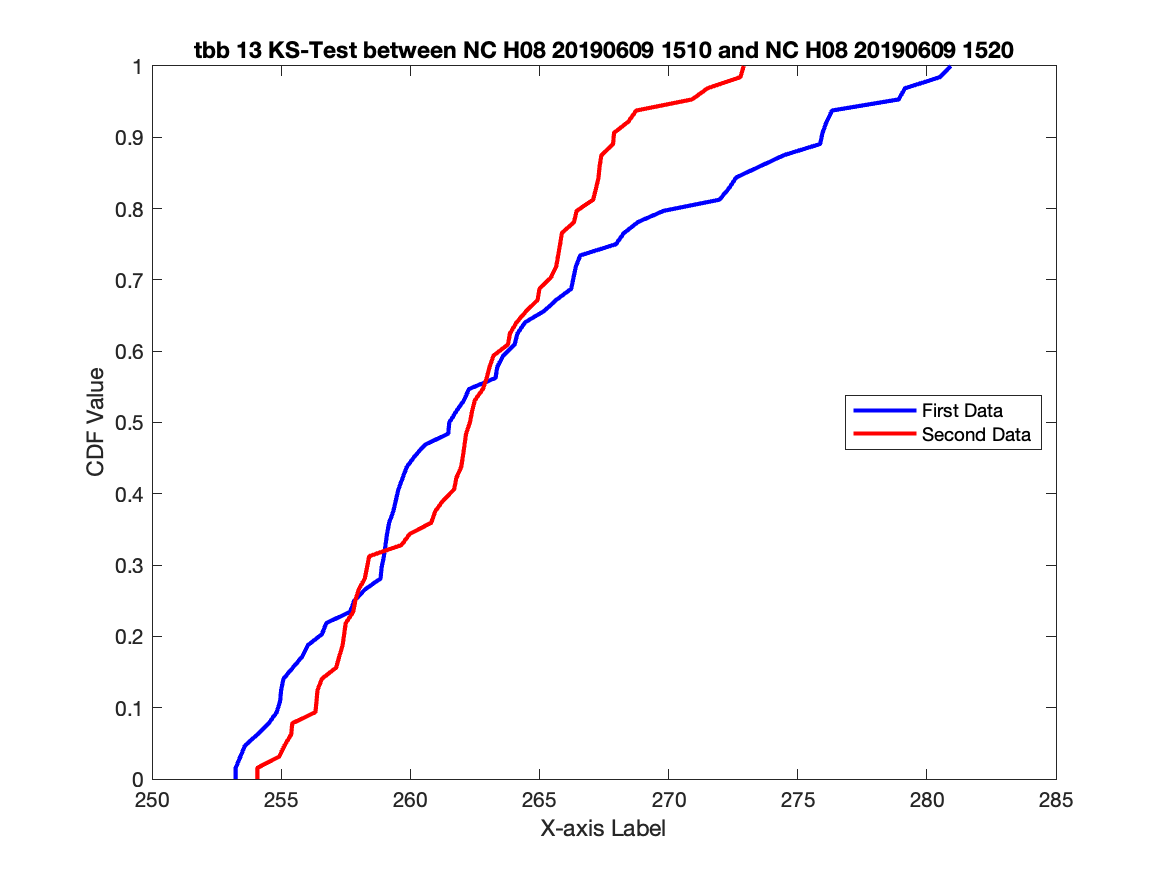 tbb 13 KS-Test between NC H08 20190609 1510 and NC H08 20190609 1520
1
0.9
0.8
0.7
0.6
0.5
0.4
0.3
0.2
0.1
0
CDF Value
First Data
Second Data
250 255 260 265 270 275 280 285
X-axis Label